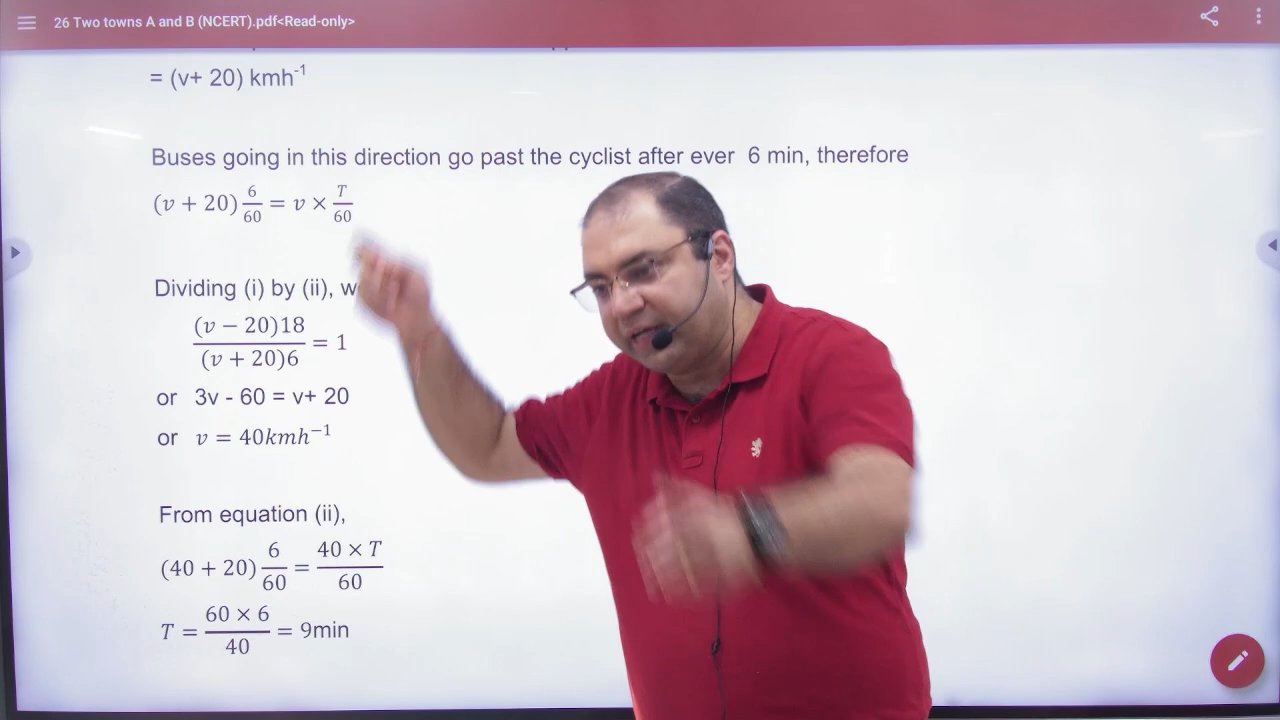 26 Two towns A and B (NCERT).pdf<Read-only>
= (v+ 20) kmh⁻¹
Buses going in this direction go past the cyclist after ever 6 min, therefore
(v + 20) 6/60 = v × T/60
Dividing (i) by (ii), w
(v − 20)18 / (v + 20)6 = 1
or 3v - 60 = v+ 20
or v = 40kmh⁻¹
From equation (ii),
(40 + 20) 6/60 = 40 × T / 60
T = 60 × 6 / 40 = 9min